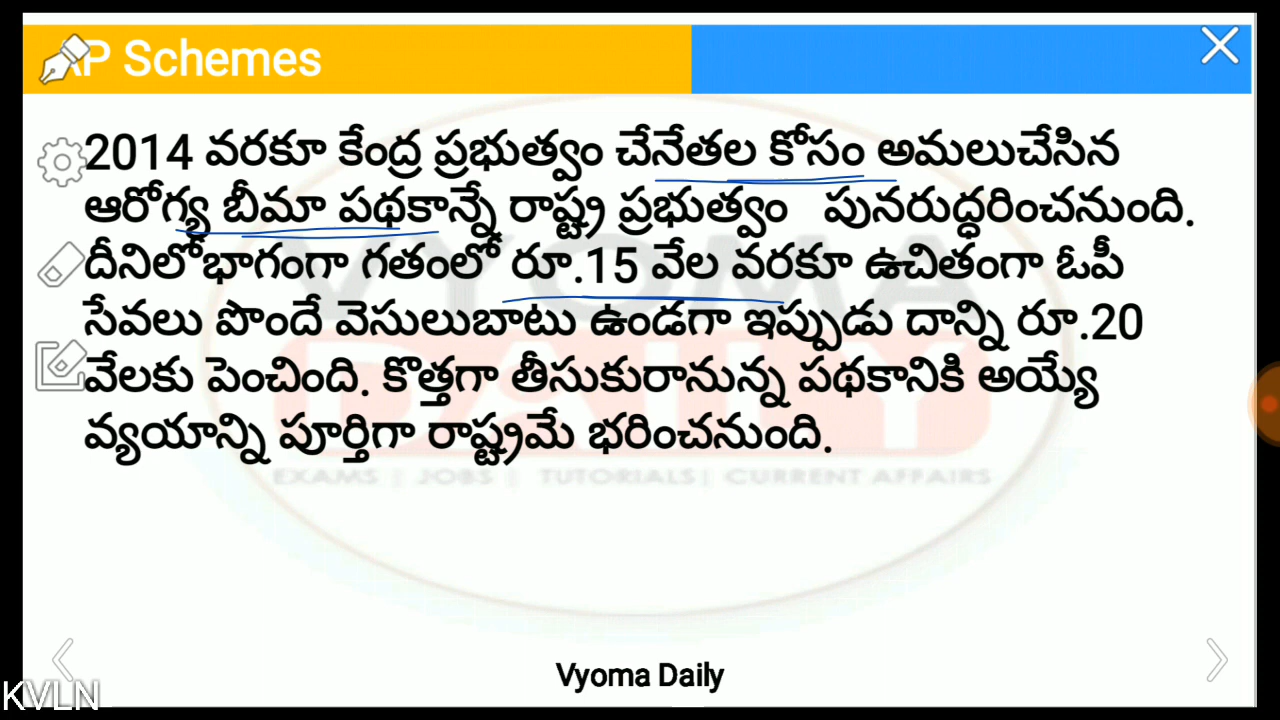 AP Schemes
2014 వరకూ కేంద్ర ప్రభుత్వం చేనేతల కోసం అమలుచేసిన
ఆరోగ్య బీమా పథకాన్నే రాష్ట్ర ప్రభుత్వం పునరుద్ధరించనుంది.
దీనిలోభాగంగా గతంలో రూ.15 వేల వరకూ ఉచితంగా ఓపీ
సేవలు పొందే వెసులుబాటు ఉండగా ఇప్పుడు దాన్ని రూ.20
వేలకు పెంచింది. కొత్తగా తీసుకురానున్న పథకానికి అయ్యే
వ్యయాన్ని పూర్తిగా రాష్ట్రమే భరించనుంది.
VYOMA
DAILY
EXAMS | JOBS | TUTORIALS | CURRENT AFFAIRS
Vyoma Daily
KVLN